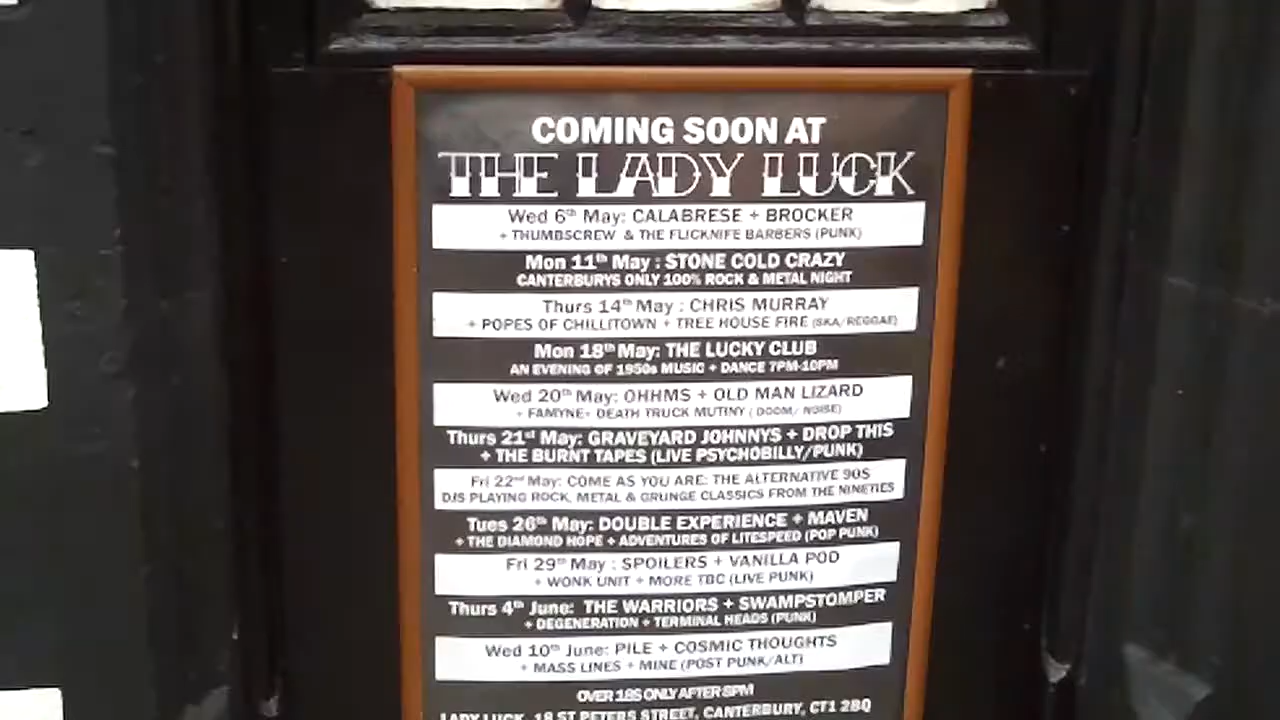 COMING SOON AT
THE LADY LUCK
Wed 6th May: CALABRESE + BROCKER
+ THUMBSCREW & THE FLICKNIFE BARBERS (PUNK)
Mon 11th May : STONE COLD CRAZY
CANTERBURYS ONLY 100% ROCK & METAL NIGHT
Thurs 14th May : CHRIS MURRAY
+ POPES OF CHILLITOWN + TREE HOUSE FIRE (SKA/REGGAE)
Mon 18th May: THE LUCKY CLUB
AN EVENING OF 1950s MUSIC + DANCE 7PM-10PM
Wed 20th May: OHHMS + OLD MAN LIZARD
+ FAMYNE+ DEATH TRUCK MUTINY ( DOOM/ NOISE)
Thurs 21st May: GRAVEYARD JOHNNYS + DROP THIS
+ THE BURNT TAPES (LIVE PSYCHOBILLY/PUNK)
Fri 22nd May: COME AS YOU ARE: THE ALTERNATIVE 90S
DJS PLAYING ROCK, METAL & GRUNGE CLASSICS FROM THE NINETIES
Tues 26th May: DOUBLE EXPERIENCE + MAVEN
+ THE DIAMOND HOPE + ADVENTURES OF LITESPEED (POP PUNK)
Fri 29th May : SPOILERS + VANILLA POD
+ WONK UNIT + MORE TBC (LIVE PUNK)
Thurs 4th June: THE WARRIORS + SWAMPSTOMPER
+ DEGENERATION + TERMINAL HEADS (PUNK)
Wed 10th June: PILE + COSMIC THOUGHTS
+ MASS LINES + MINE (POST PUNK/ALT)
OVER 18S ONLY AFTER 8PM
LADY LUCK, 18 ST PETERS STREET, CANTERBURY, CT1 2BQ